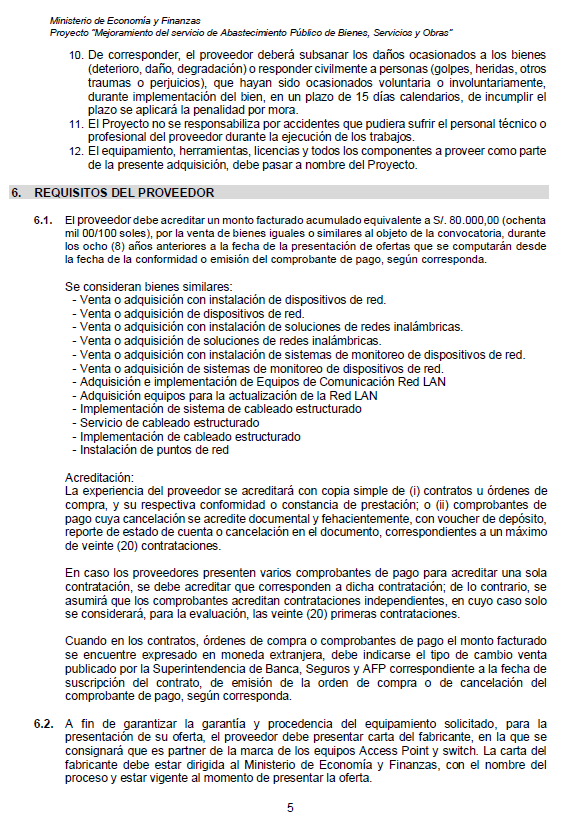 Ministerio de Economía y Finanzas
Proyecto "Mejoramiento del servicio de Abastecimiento Público de Bienes, Servicios y Obras"
10. De corresponder, el proveedor deberá subsanar los daños ocasionados a los bienes
(deterioro, daño, degradación) o responder civilmente a personas (golpes, heridas, otros
traumas o perjuicios), que hayan sido ocasionados voluntaria o involuntariamente,
durante implementación del bien, en un plazo de 15 días calendarios, de incumplir el
plazo se aplicará la penalidad por mora.
11. El Proyecto no se responsabiliza por accidentes que pudiera sufrir el personal técnico o
profesional del proveedor durante la ejecución de los trabajos.
12. El equipamiento, herramientas, licencias y todos los componentes a proveer como parte
de la presente adquisición, debe pasar a nombre del Proyecto.
6. REQUISITOS DEL PROVEEDOR
6.1. El proveedor debe acreditar un monto facturado acumulado equivalente a S/. 80.000,00 (ochenta
mil 00/100 soles), por la venta de bienes iguales o similares al objeto de la convocatoria, durante
los ocho (8) años anteriores a la fecha de la presentación de ofertas que se computarán desde
la fecha de la conformidad o emisión del comprobante de pago, según corresponda.
Se consideran bienes similares:
- Venta o adquisición con instalación de dispositivos de red.
- Venta o adquisición de dispositivos de red.
- Venta o adquisición con instalación de soluciones de redes inalámbricas.
- Venta o adquisición de soluciones de redes inalámbricas.
- Venta o adquisición con instalación de sistemas de monitoreo de dispositivos de red.
- Venta o adquisición de sistemas de monitoreo de dispositivos de red.
- Adquisición e implementación de Equipos de Comunicación Red LAN
- Adquisición equipos para la actualización de la Red LAN
- Implementación de sistema de cableado estructurado
- Servicio de cableado estructurado
- Implementación de cableado estructurado
- Instalación de puntos de red
Acreditación:
La experiencia del proveedor se acreditará con copia simple de (i) contratos u órdenes de
compra, y su respectiva conformidad o constancia de prestación; o (ii) comprobantes de
pago cuya cancelación se acredite documental y fehacientemente, con voucher de depósito,
reporte de estado de cuenta o cancelación en el documento, correspondientes a un máximo
de veinte (20) contrataciones.
En caso los proveedores presenten varios comprobantes de pago para acreditar una sola
contratación, se debe acreditar que corresponden a dicha contratación; de lo contrario, se
asumirá que los comprobantes acreditan contrataciones independientes, en cuyo caso solo
se considerará, para la evaluación, las veinte (20) primeras contrataciones.
Cuando en los contratos, órdenes de compra o comprobantes de pago el monto facturado
se encuentre expresado en moneda extranjera, debe indicarse el tipo de cambio venta
publicado por la Superintendencia de Banca, Seguros y AFP correspondiente a la fecha de
suscripción del contrato, de emisión de la orden de compra o de cancelación del
comprobante de pago, según corresponda.
6.2. A fin de garantizar la garantía y procedencia del equipamiento solicitado, para la
presentación de su oferta, el proveedor debe presentar carta del fabricante, en la que se
consignará que es partner de la marca de los equipos Access Point y switch. La carta del
fabricante debe estar dirigida al Ministerio de Economía y Finanzas, con el nombre del
proceso y estar vigente al momento de presentar la oferta.
5